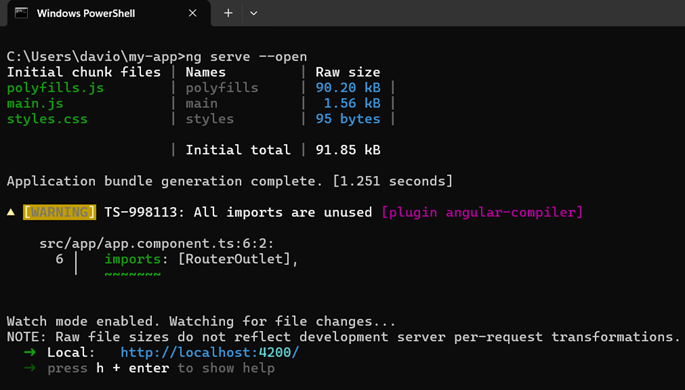 Windows PowerShell
C:\Users\davio\my-app>ng serve --open
Initial chunk files | Names | Raw size
polyfills.js | polyfills | 90.20 kB |
main.js | main | 1.56 kB |
styles.css | styles | 95 bytes |
| Initial total | 91.85 kB
Application bundle generation complete. [1.251 seconds]
▲ [WARNING] TS-998113: All imports are unused [plugin angular-compiler]
src/app/app.component.ts:6:2:
6 │ imports: [RouterOutlet],
~~~~~~~
Watch mode enabled. Watching for file changes...
NOTE: Raw file sizes do not reflect development server per-request transformations.
➜ Local: http://localhost:4200/
➜ press h + enter to show help